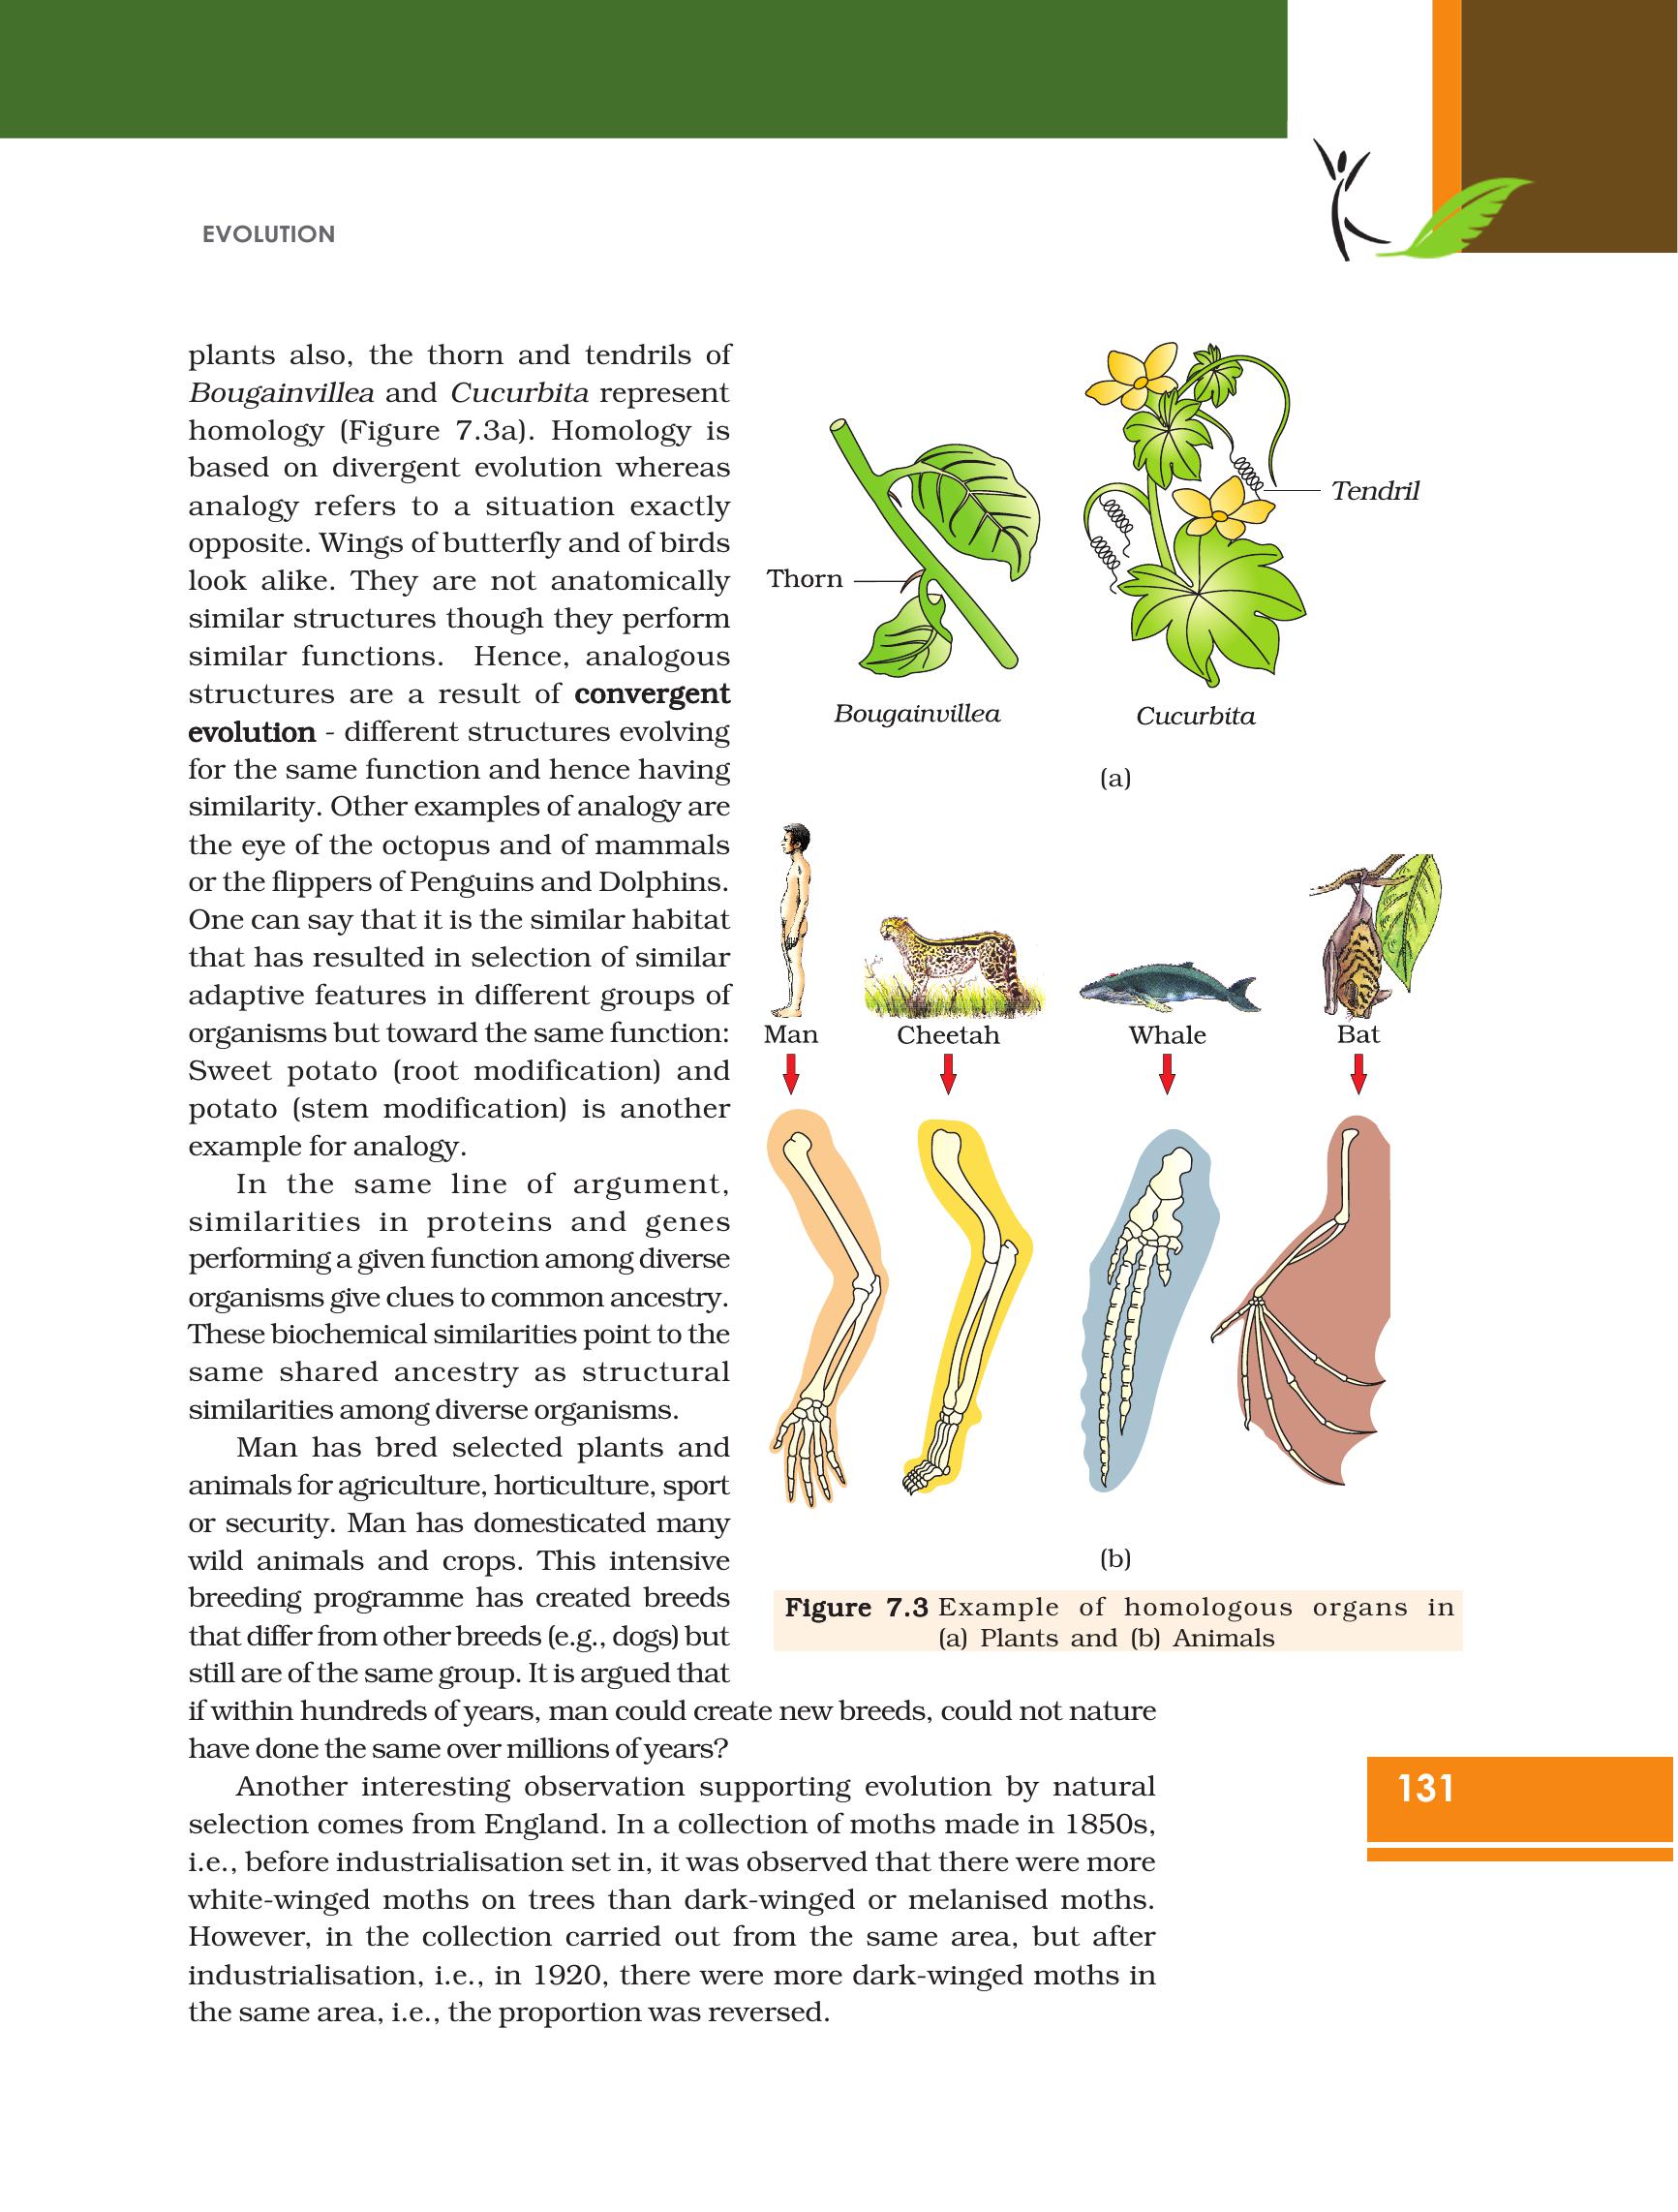 EVOLUTION
plants also, the thorn and tendrils of
Bougainvillea and Cucurbita represent
homology (Figure 7.3a). Homology is
based on divergent evolution whereas
analogy refers to a situation exactly
opposite. Wings of butterfly and of birds
look alike. They are not anatomically
similar structures though they perform
similar functions. Hence, analogous
structures are a result of convergent
evolution - different structures evolving
for the same function and hence having
similarity. Other examples of analogy are
the eye of the octopus and of mammals
or the flippers of Penguins and Dolphins.
One can say that it is the similar habitat
that has resulted in selection of similar
adaptive features in different groups of
organisms but toward the same function:
Sweet potato (root modification) and
potato (stem modification) is another
example for analogy.
In the same line of argument,
similarities in proteins and genes
performing a given function among diverse
organisms give clues to common ancestry.
These biochemical similarities point to the
same shared ancestry as structural
similarities among diverse organisms.
Man has bred selected plants and
animals for agriculture, horticulture, sport
or security. Man has domesticated many
wild animals and crops. This intensive
breeding programme has created breeds
that differ from other breeds (e.g., dogs) but
still are of the same group. It is argued that
if within hundreds of years, man could create new breeds, could not nature
have done the same over millions of years?
Another interesting observation supporting evolution by natural
selection comes from England. In a collection of moths made in 1850s,
i.e., before industrialisation set in, it was observed that there were more
white-winged moths on trees than dark-winged or melanised moths.
However, in the collection carried out from the same area, but after
industrialisation, i.e., in 1920, there were more dark-winged moths in
the same area, i.e., the proportion was reversed.
Tendril
Thorn
Bougainvillea
Cucurbita
(a)
Man
Cheetah
Whale
Bat
(b)
Figure 7.3 Example of homologous organs in
(a) Plants and (b) Animals
131